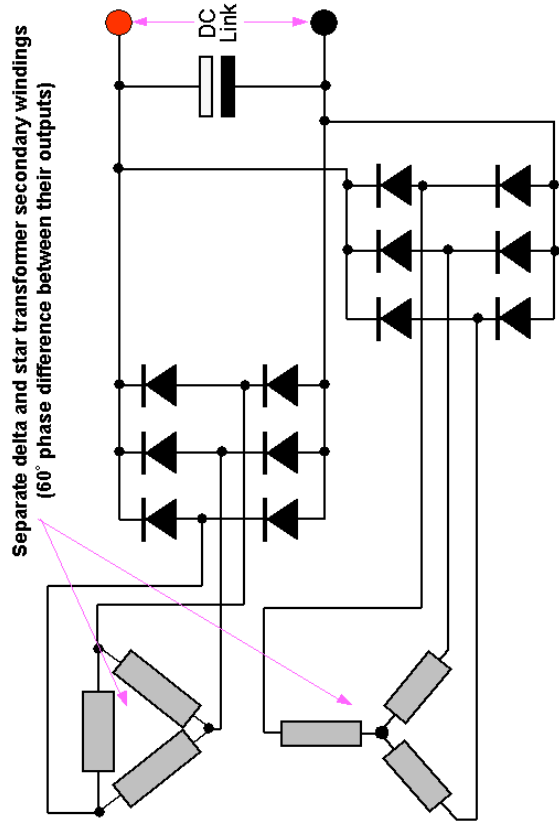 Separate delta and star transformer secondary windings
(60° phase difference between their outputs)
DC
Link